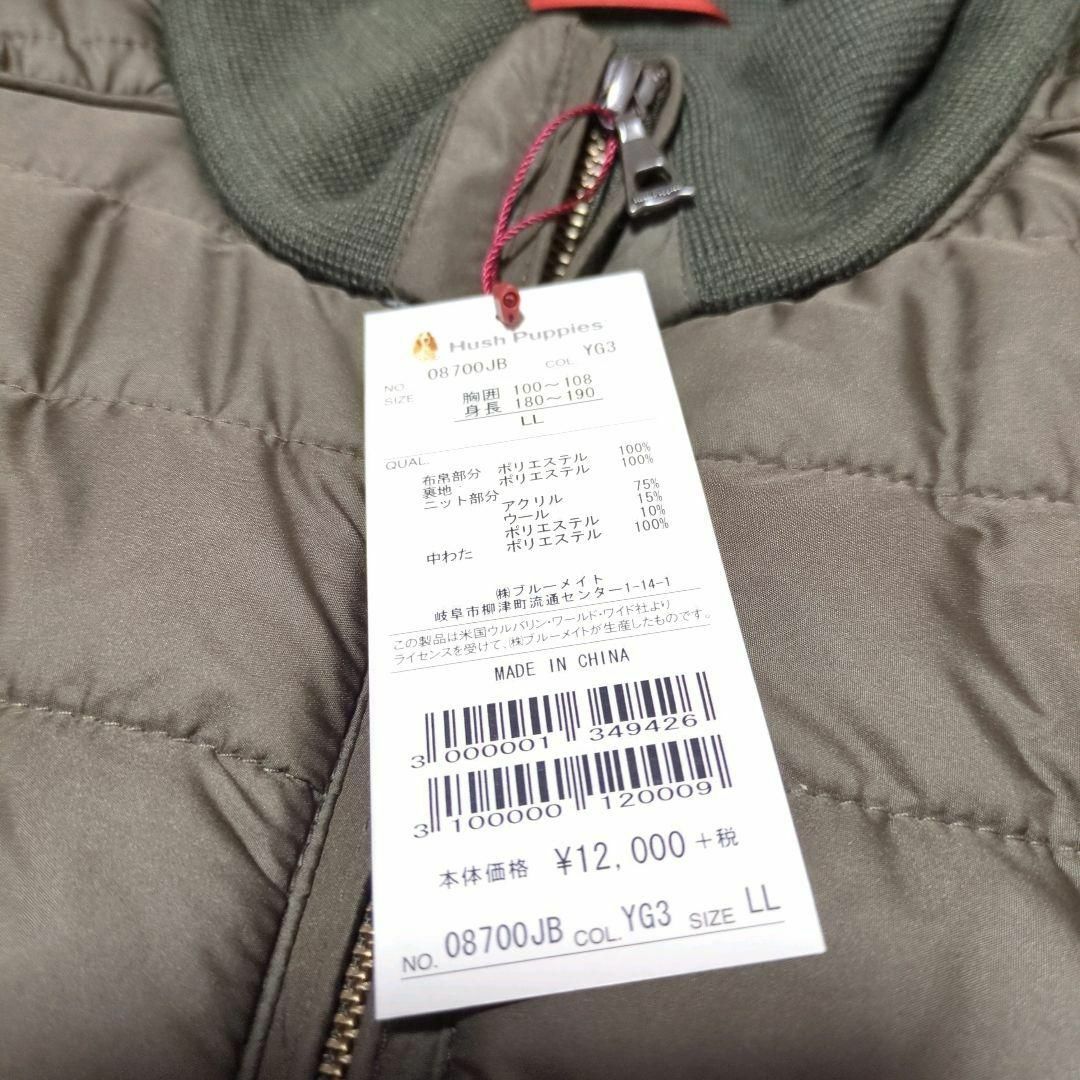 Hush Puppies
NO. 08700JB COL. YG3
SIZE 胸囲 100～108
身長 180～190
LL
QUAL.
布帛部分 ポリエステル 100%
裏地 ポリエステル 100%
ニット部分
アクリル 75%
ウール 15%
ポリエステル 10%
中わた ポリエステル 100%
㈱ブルーメイト
岐阜市柳津町流通センター1-14-1
この製品は米国ウルバリン・ワールド・ワイド社より
ライセンスを受けて、㈱ブルーメイトが生産したものです。
MADE IN CHINA
3 000001 349426
3 100000 120009
本体価格 ¥12,000 +税
NO. 08700JB COL. YG3 SIZE LL